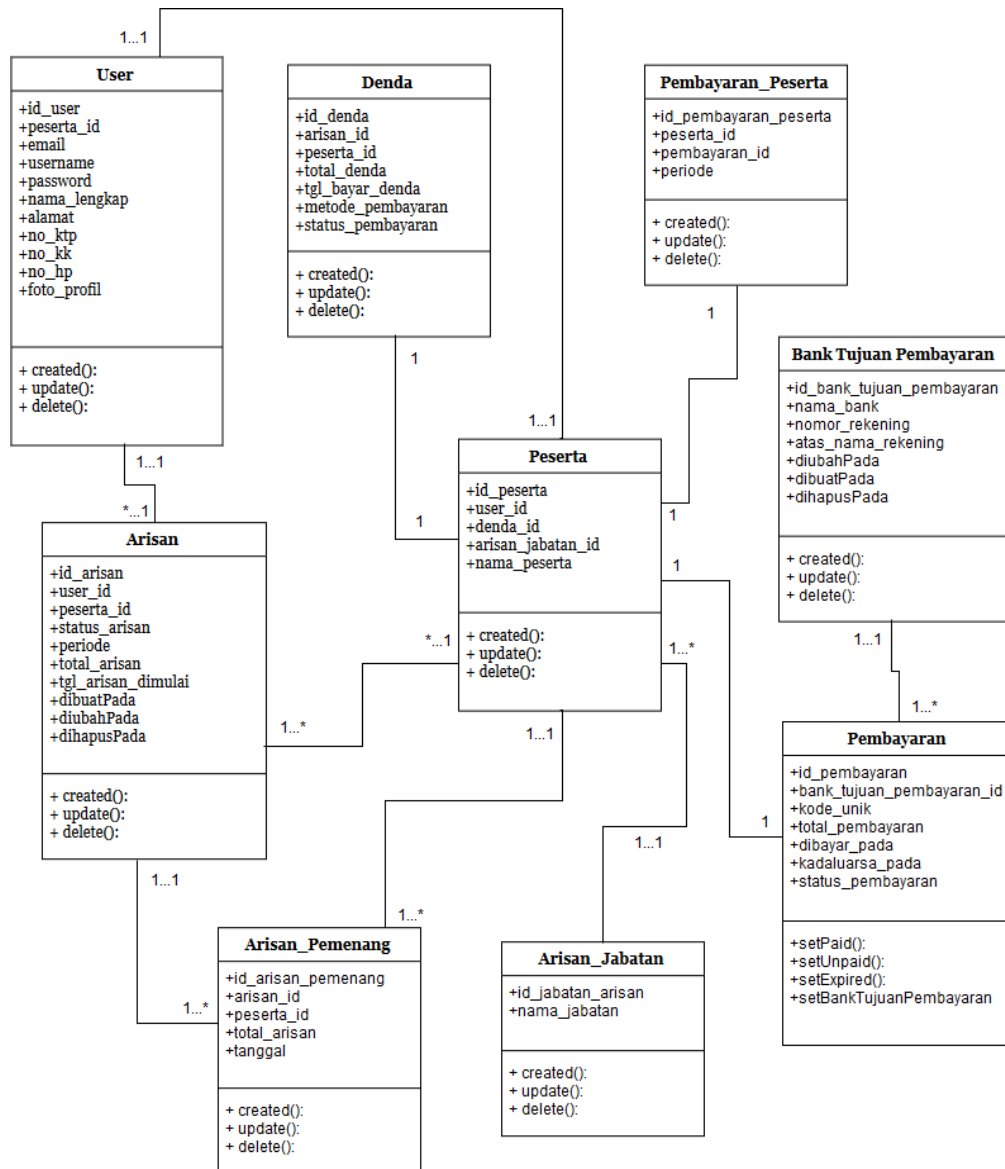 1...1
User
+id_user
+peserta_id
+email
+username
+password
+nama_lengkap
+alamat
+no_ktp
+no_kk
+no_hp
+foto_profil
+ created():
+ update():
+ delete():
1...1
Denda
+id_denda
+arisan_id
+peserta_id
+total_denda
+tgl_bayar_denda
+metode_pembayaran
+status_pembayaran
+ created():
+ update():
+ delete():
1
Pembayaran_Peserta
+id_pembayaran_peserta
+peserta_id
+pembayaran_id
+periode
+ created():
+ update():
+ delete():
1
Bank Tujuan Pembayaran
+id_bank_tujuan_pembayaran
+nama_bank
+nomor_rekening
+atas_nama_rekening
+diubahPada
+dibuatPada
+dihapusPada
+ created():
+ update():
+ delete():
1...1
1...1
Peserta
+id_peserta
+user_id
+denda_id
+arisan_jabatan_id
+nama_peserta
+ created():
+ update():
+ delete():
1
1
1
*...1
1...*
1...1
*...1
Arisan
+id_arisan
+user_id
+peserta_id
+status_arisan
+periode
+total_arisan
+tgl_arisan_dimulai
+dibuatPada
+diubahPada
+dihapusPada
+ created():
+ update():
+ delete():
1...*
1...1
1...*
Pembayaran
+id_pembayaran
+bank_tujuan_pembayaran_id
+kode_unik
+total_pembayaran
+dibayar_pada
+kadaluarsa_pada
+status_pembayaran
+setPaid():
+setUnpaid():
+setExpired():
+setBankTujuanPembayaran
1
1...*
1...*
Arisan_Pemenang
+id_arisan_pemenang
+arisan_id
+peserta_id
+total_arisan
+tanggal
+ created():
+ update():
+ delete():
1...1
Arisan_Jabatan
+id_jabatan_arisan
+nama_jabatan
+ created():
+ update():
+ delete():